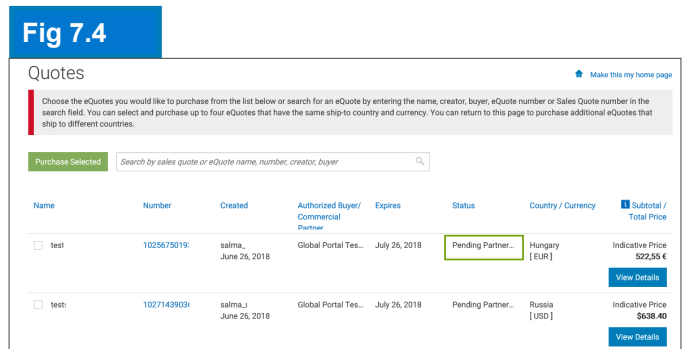 Fig 7.4
Quotes
Make this my home page
Choose the eQuotes you would like to purchase from the list below or search for an eQuote by entering the name, creator, buyer, eQuote number or Sales Quote number in the
search field. You can select and purchase up to four eQuotes that have the same ship-to country and currency. You can return to this page to purchase additional eQuotes that
ship to different countries.
Purchase Selected Search by sales quote or eQuote name, number, creator, buyer
Name Number Created Authorized Buyer/ Expires Status Country / Currency i Subtotal /
Commercial Total Price
Partner
test 1025675019 salma_ Global Portal Tes... July 26, 2018 Pending Partner... Hungary Indicative Price
June 26, 2018 [ EUR ] 522,55 €
View Details
test 1027143903 salma_ Global Portal Tes... July 26, 2018 Pending Partner... Russia Indicative Price
June 26, 2018 [ USD ] $638.40
View Details